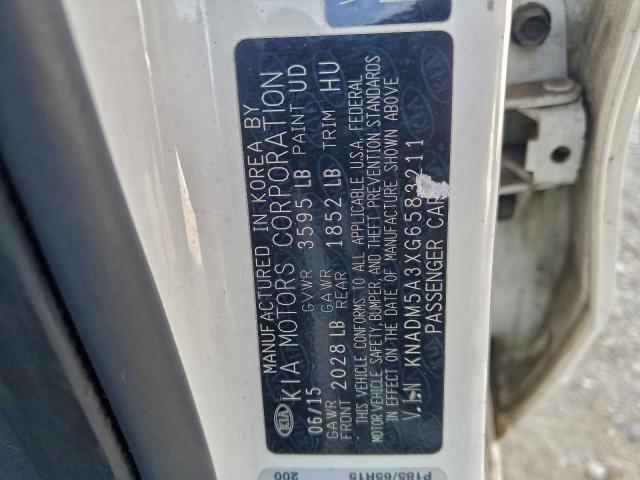 MANUFACTURED IN KOREA BY
KIA KIA MOTORS CORPORATION
06/15 GVWR 3595 LB PAINT UD
GAWR FRONT 2028 LB GAWR REAR 1852 LB TRIM HU
- THIS VEHICLE CONFORMS TO ALL APPLICABLE U.S.A. FEDERAL
MOTOR VEHICLE SAFETY, BUMPER, AND THEFT PREVENTION STANDARDS
IN EFFECT ON THE DATE OF MANUFACTURE SHOWN ABOVE
V.I.N KNADM5A3XG6583211
PASSENGER CAR
P185/65R15
200